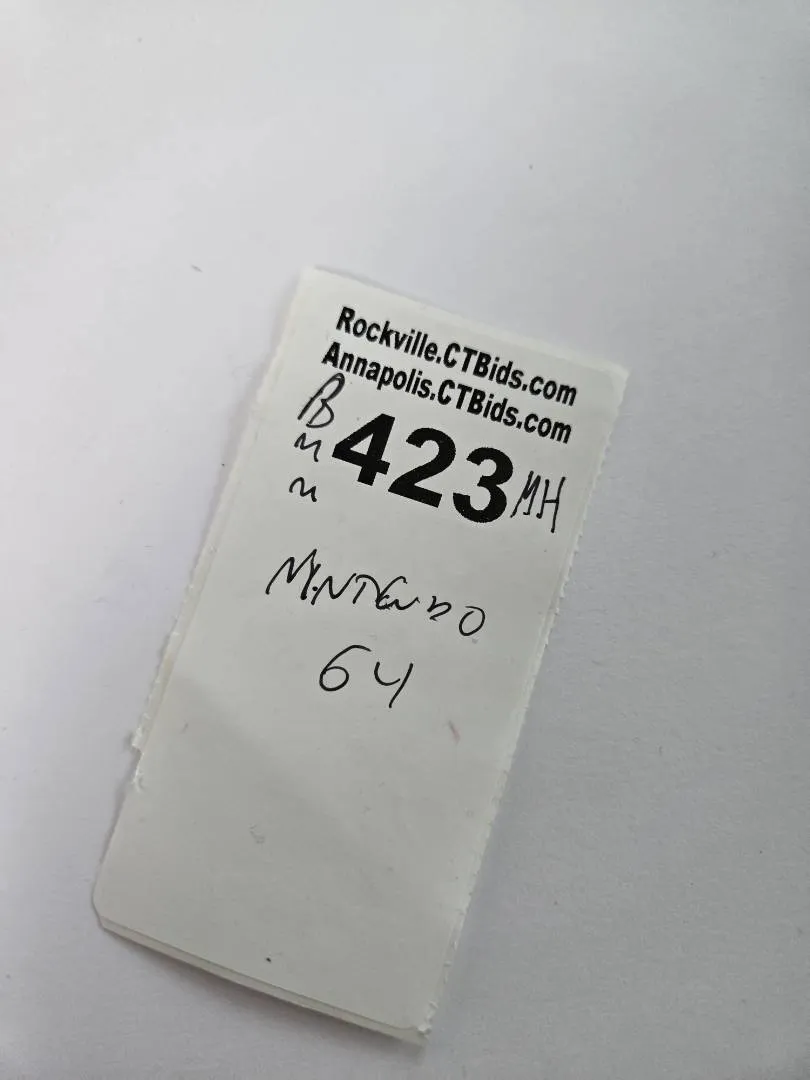 Rockville.CTBids.com
Annapolis.CTBids.com
B 423 MH
NINTENDO
64